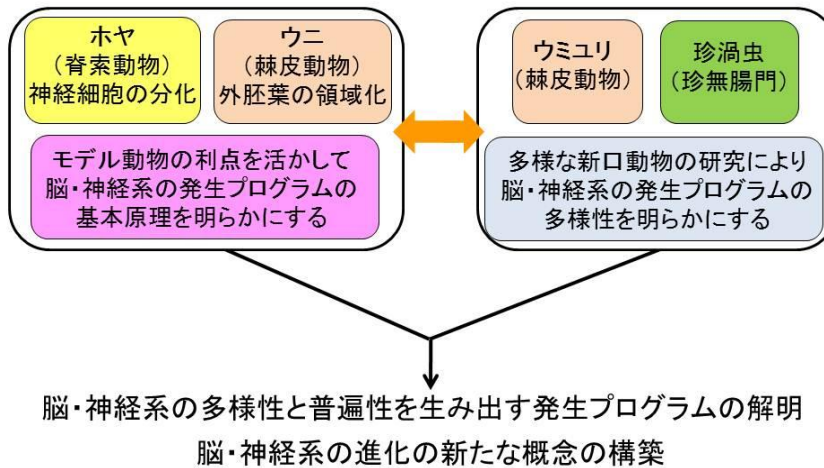 ホヤ
（脊索動物）
神経細胞の分化
ウニ
（棘皮動物）
外胚葉の領域化
モデル動物の利点を活かして
脳・神経系の発生プログラムの
基本原理を明らかにする
ウミユリ
（棘皮動物）
珍渦虫
（珍無腸門）
多様な新口動物の研究により
脳・神経系の発生プログラムの
多様性を明らかにする
脳・神経系の多様性と普遍性を生み出す発生プログラムの解明
脳・神経系の進化の新たな概念の構築